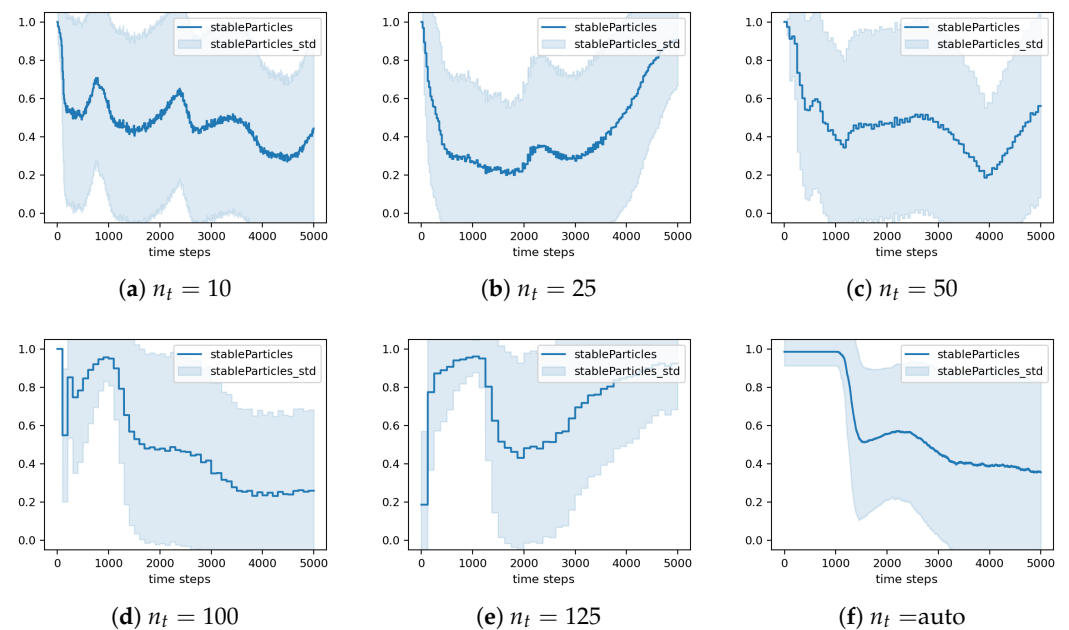 stableParticles
stableParticles_std
1.0
0.8
0.6
0.4
0.2
0.0
0 1000 2000 3000 4000 5000
time steps
(a) n_t = 10
stableParticles
stableParticles_std
1.0
0.8
0.6
0.4
0.2
0.0
0 1000 2000 3000 4000 5000
time steps
(b) n_t = 25
stableParticles
stableParticles_std
1.0
0.8
0.6
0.4
0.2
0.0
0 1000 2000 3000 4000 5000
time steps
(c) n_t = 50
stableParticles
stableParticles_std
1.0
0.8
0.6
0.4
0.2
0.0
0 1000 2000 3000 4000 5000
time steps
(d) n_t = 100
stableParticles
stableParticles_std
1.0
0.8
0.6
0.4
0.2
0.0
0 1000 2000 3000 4000 5000
time steps
(e) n_t = 125
stableParticles
stableParticles_std
1.0
0.8
0.6
0.4
0.2
0.0
0 1000 2000 3000 4000 5000
time steps
(f) n_t =auto